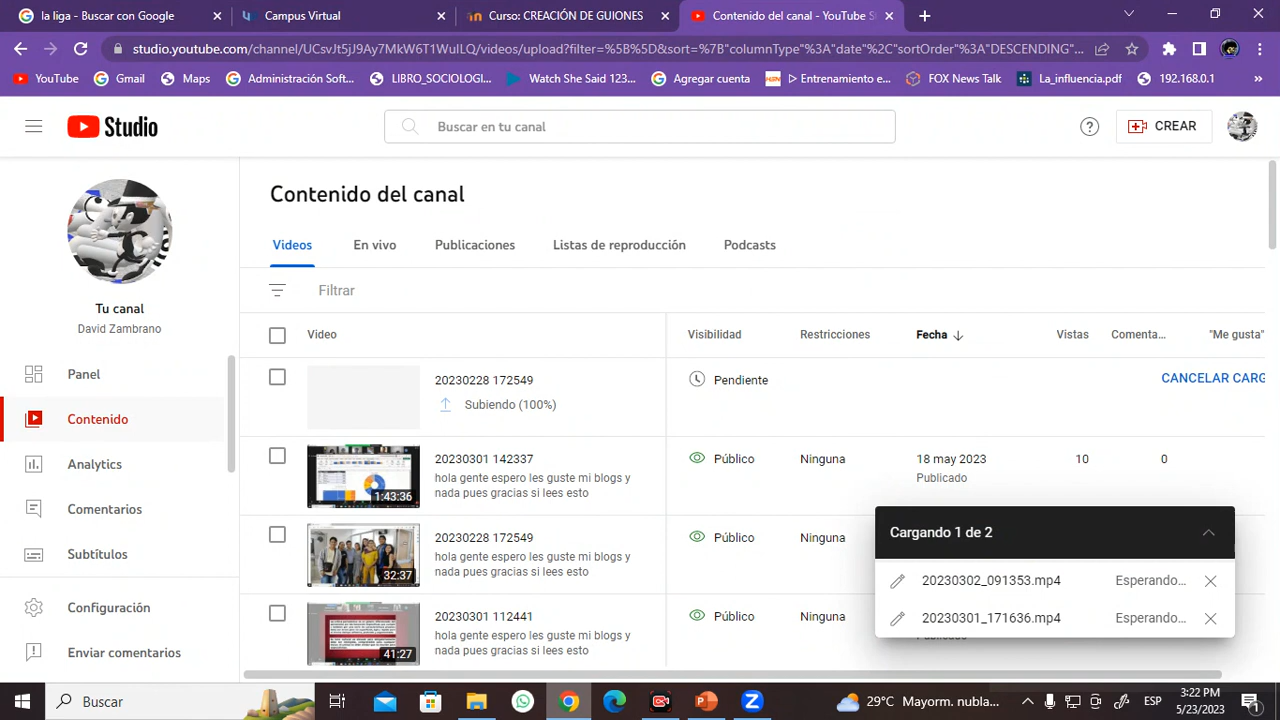 la liga - Buscar con Google
Campus Virtual
Curso: CREACIÓN DE GUIONES
Contenido del canal - YouTube S
studio.youtube.com/channel/UCsvJt5jJ9Ay7MkW6T1WuILQ/videos/upload?filter=%5B%5D&sort=%7B"columnType"%3A"date"%2C"sortOrder"%3A"DESCENDING"...
YouTube
Gmail
Maps
Administración Soft...
LIBRO_SOCIOLOGI...
Watch She Said 123...
Agregar cuenta
▷ Entrenamiento e...
FOX News Talk
La_influencia.pdf
192.168.0.1
»
Studio
Buscar en tu canal
CREAR
Contenido del canal
Videos
En vivo
Publicaciones
Listas de reproducción
Podcasts
Tu canal
David Zambrano
Filtrar
Video
Visibilidad
Restricciones
Fecha
Vistas
Comenta...
"Me gusta"
Panel
Contenido
Analytics
Comentarios
Subtítulos
Configuración
Enviar comentarios
20230228 172549
Subiendo (100%)
Pendiente
CANCELAR CARG
20230301 142337
hola gente espero les guste mi blogs y
nada pues gracias si lees esto
1:43:36
Público
Ninguna
18 may 2023
Publicado
10
0
20230228 172549
hola gente espero les guste mi blogs y
nada pues gracias si lees esto
32:37
Público
Ninguna
20230301 112441
hola gente espero les guste mi blogs y
nada pues gracias si lees esto
41:27
Público
Ninguna
Cargando 1 de 2
20230302_091353.mp4
Esperando...
20230301_171636.mp4
Esperando...
Buscar
29°C Mayorm. nubla...
ESP
3:22 PM
5/23/2023
1